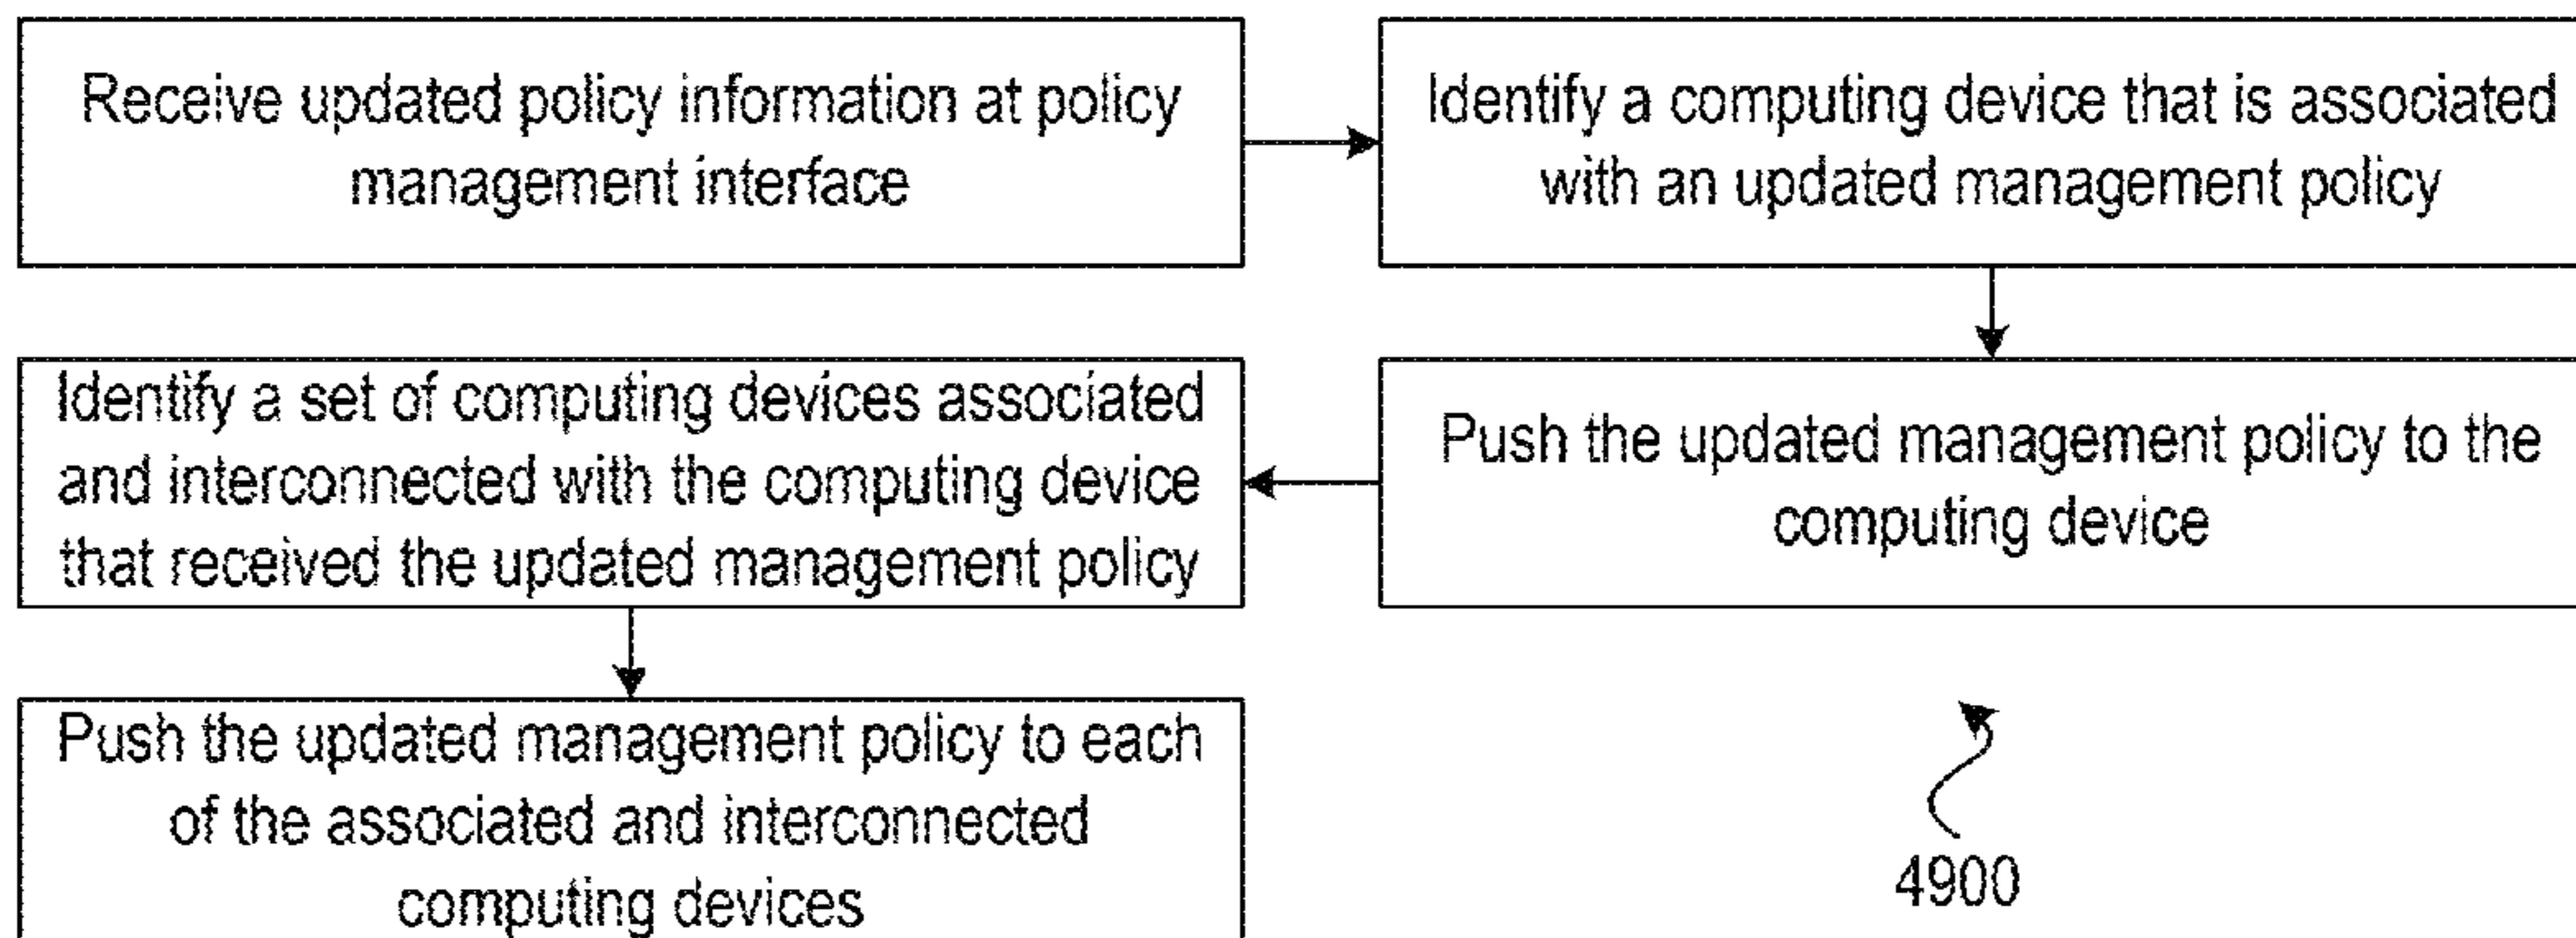 Receive updated policy information at policy
management interface
Identify a computing device that is associated
with an updated management policy
Push the updated management policy to the
computing device
Identify a set of computing devices associated
and interconnected with the computing device
that received the updated management policy
Push the updated management policy to each
of the associated and interconnected
computing devices
4900